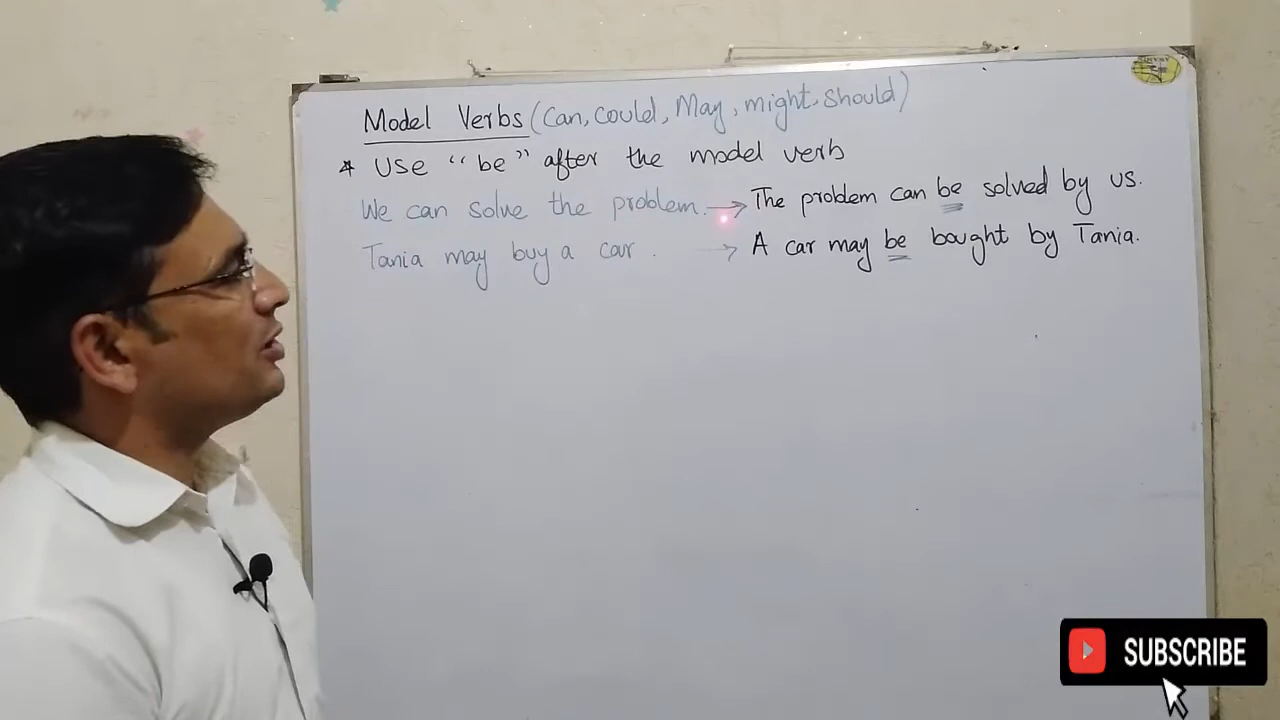 Model Verbs (Can, could, May, might, should)
* Use "be" after the model verb
We can solve the problem. → The problem can be solved by us.
Tania may buy a car. → A car may be bought by Tania.
SUBSCRIBE